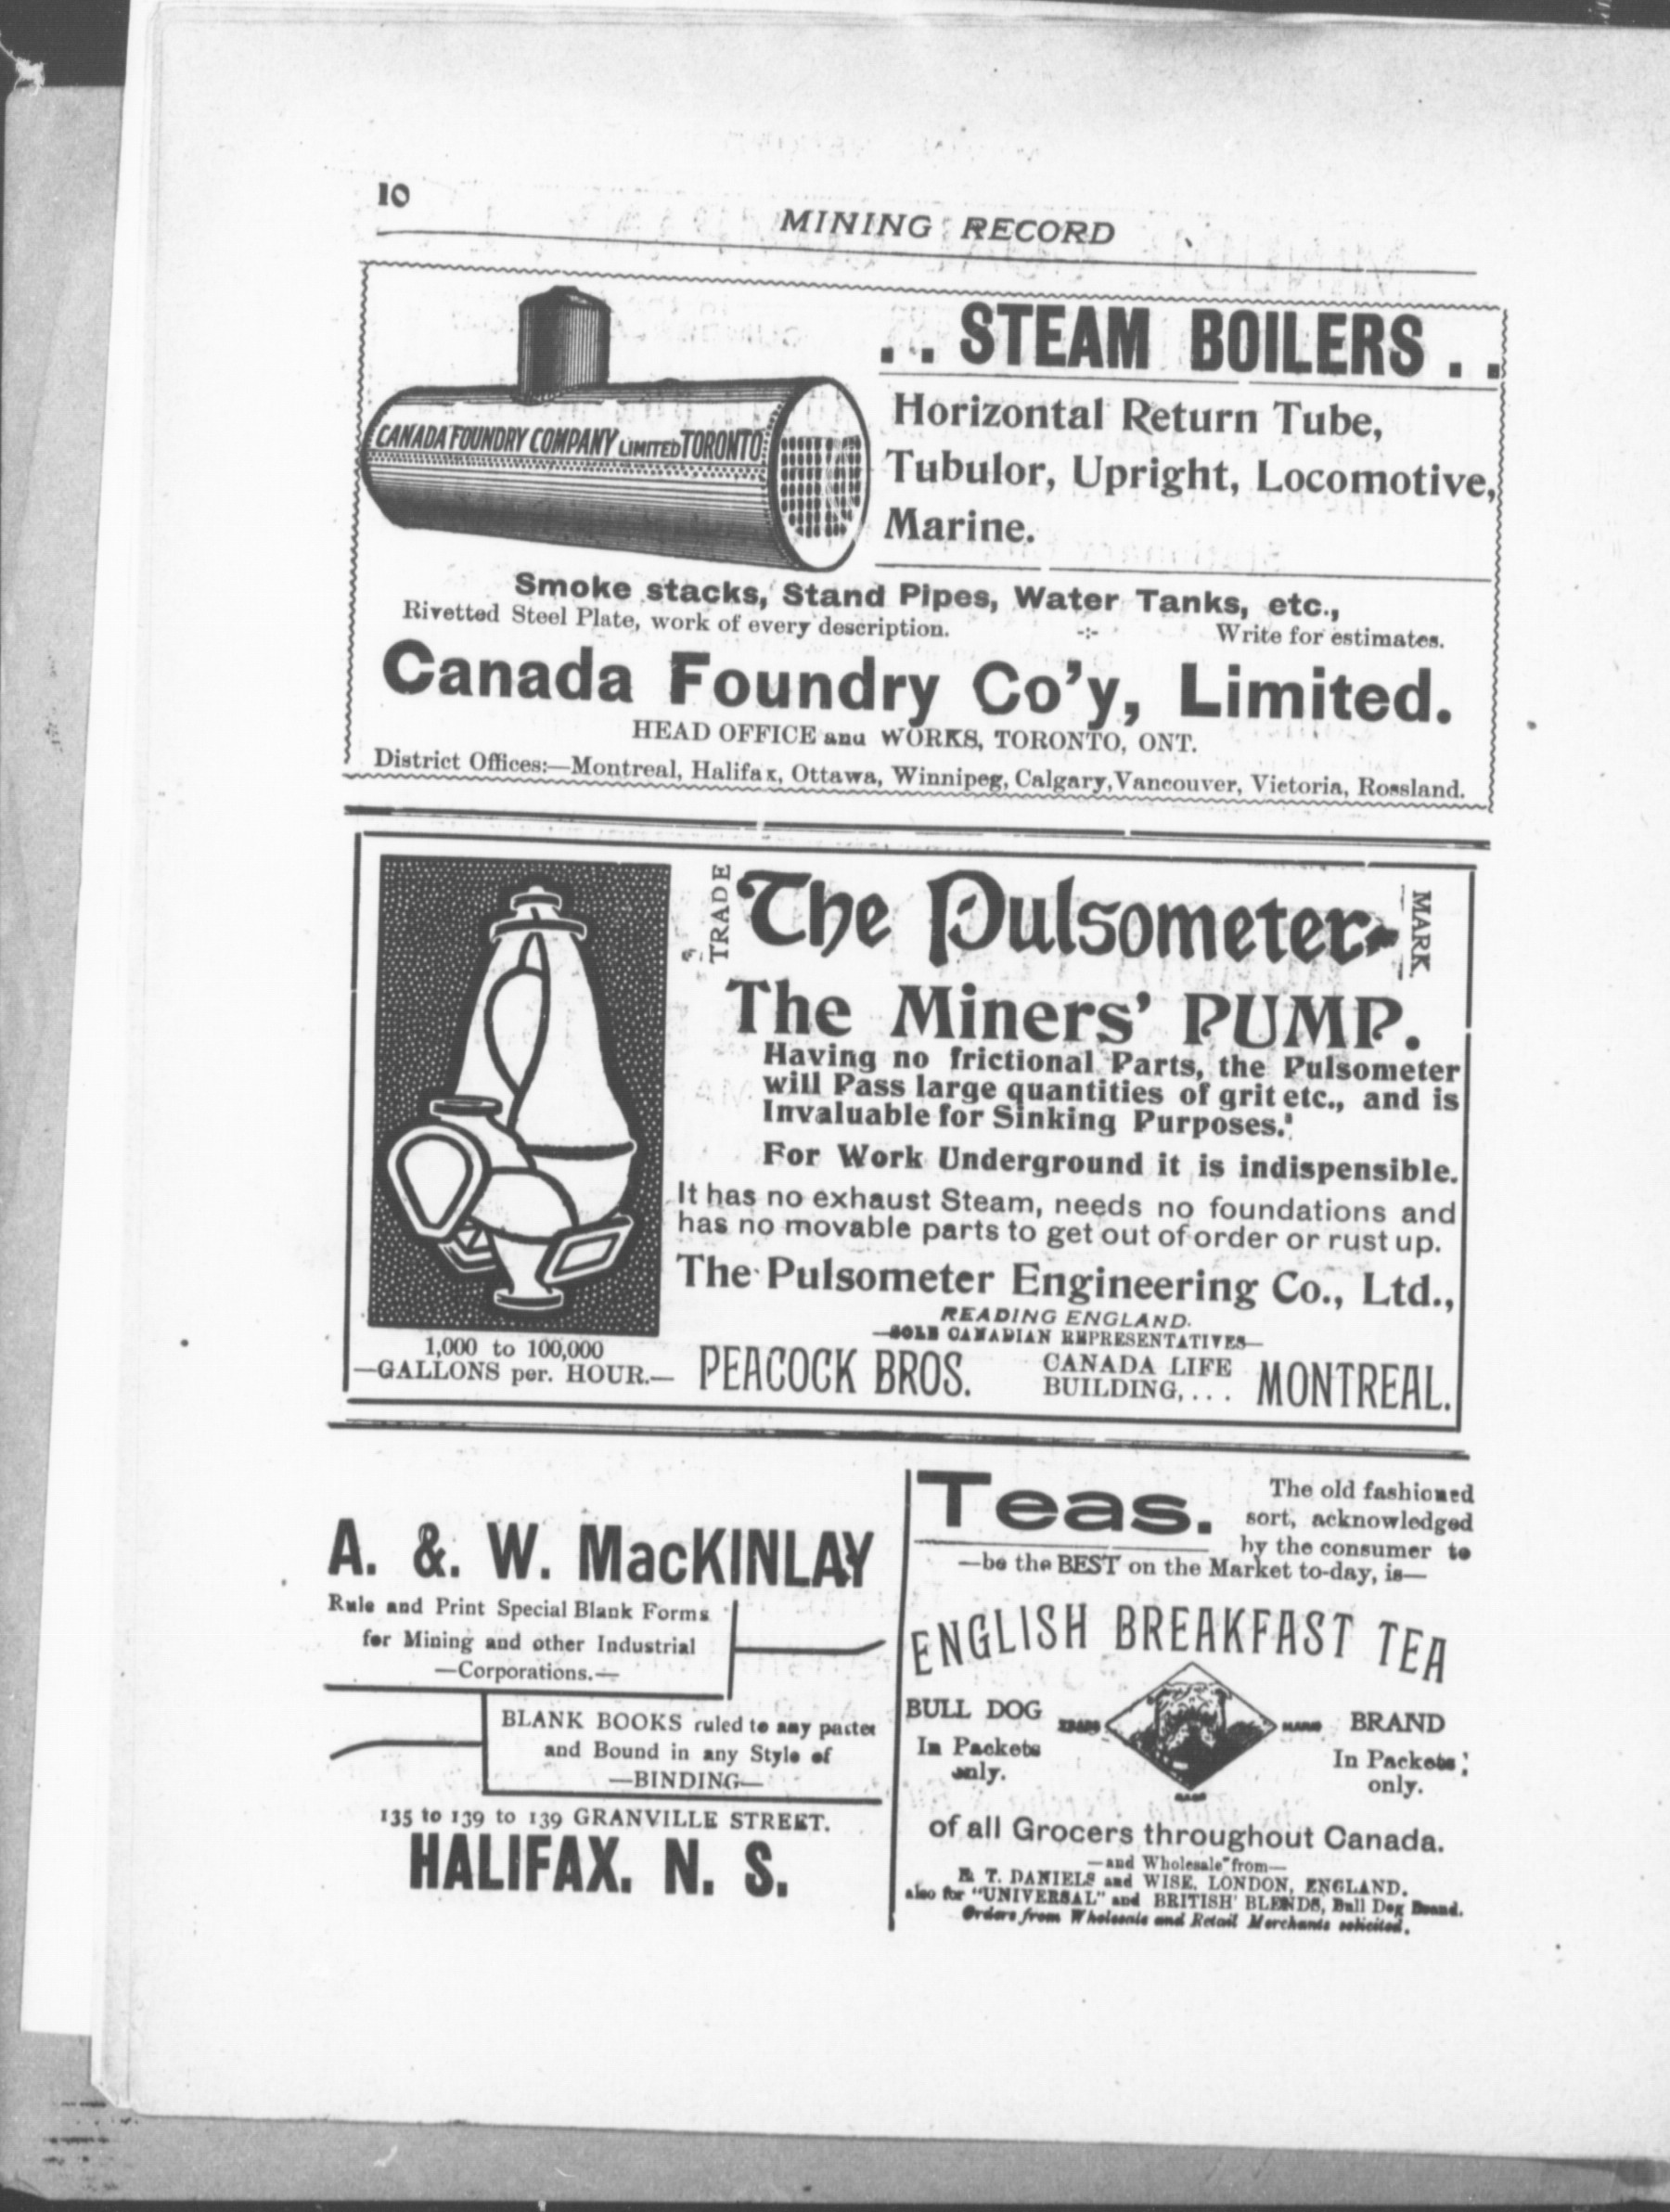 10
MINING RECORD
CANADA FOUNDRY COMPANY LIMITED TORONTO
. . STEAM BOILERS . .
Horizontal Return Tube,
Tubulor, Upright, Locomotive,
Marine.
Smoke stacks, Stand Pipes, Water Tanks, etc.,
Rivetted Steel Plate, work of every description. -:- Write for estimates.
Canada Foundry Co'y, Limited.
HEAD OFFICE and WORKS, TORONTO, ONT.
District Offices:—Montreal, Halifax, Ottawa, Winnipeg, Calgary, Vancouver, Victoria, Rossland.
TRADE
The Pulsometer
MARK
The Miners' PUMP.
Having no frictional Parts, the Pulsometer
will Pass large quantities of grit etc., and is
Invaluable for Sinking Purposes.
For Work Underground it is indispensible.
It has no exhaust Steam, needs no foundations and
has no movable parts to get out of order or rust up.
The Pulsometer Engineering Co., Ltd.,
READING ENGLAND.
—SOLE CANADIAN REPRESENTATIVES—
1,000 to 100,000
—GALLONS per. HOUR.—
PEACOCK BROS. CANADA LIFE BUILDING, . . . MONTREAL.
A. &. W. MacKINLAY
Rule and Print Special Blank Forms
for Mining and other Industrial
—Corporations.—
BLANK BOOKS ruled to any patter
and Bound in any Style of
—BINDING—
135 to 139 to 139 GRANVILLE STREET.
HALIFAX. N. S.
Teas.
The old fashioned
sort, acknowledged
by the consumer to
—be the BEST on the Market to-day, is—
ENGLISH BREAKFAST TEA
BULL DOG BRAND
In Packets only.
In Packets only.
of all Grocers throughout Canada.
—and Wholesale from—
T. DANIELS and WISE, LONDON, ENGLAND.
also for "UNIVERSAL" and BRITISH BLENDS, Bull Dog Brand.
Orders from Wholesale and Retail Merchants solicited.